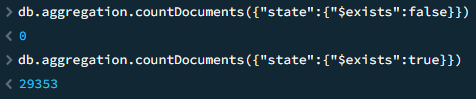 > db.aggregation.countDocuments({"state":{"$exists":false}})
< 0
> db.aggregation.countDocuments({"state":{"$exists":true}})
< 29353